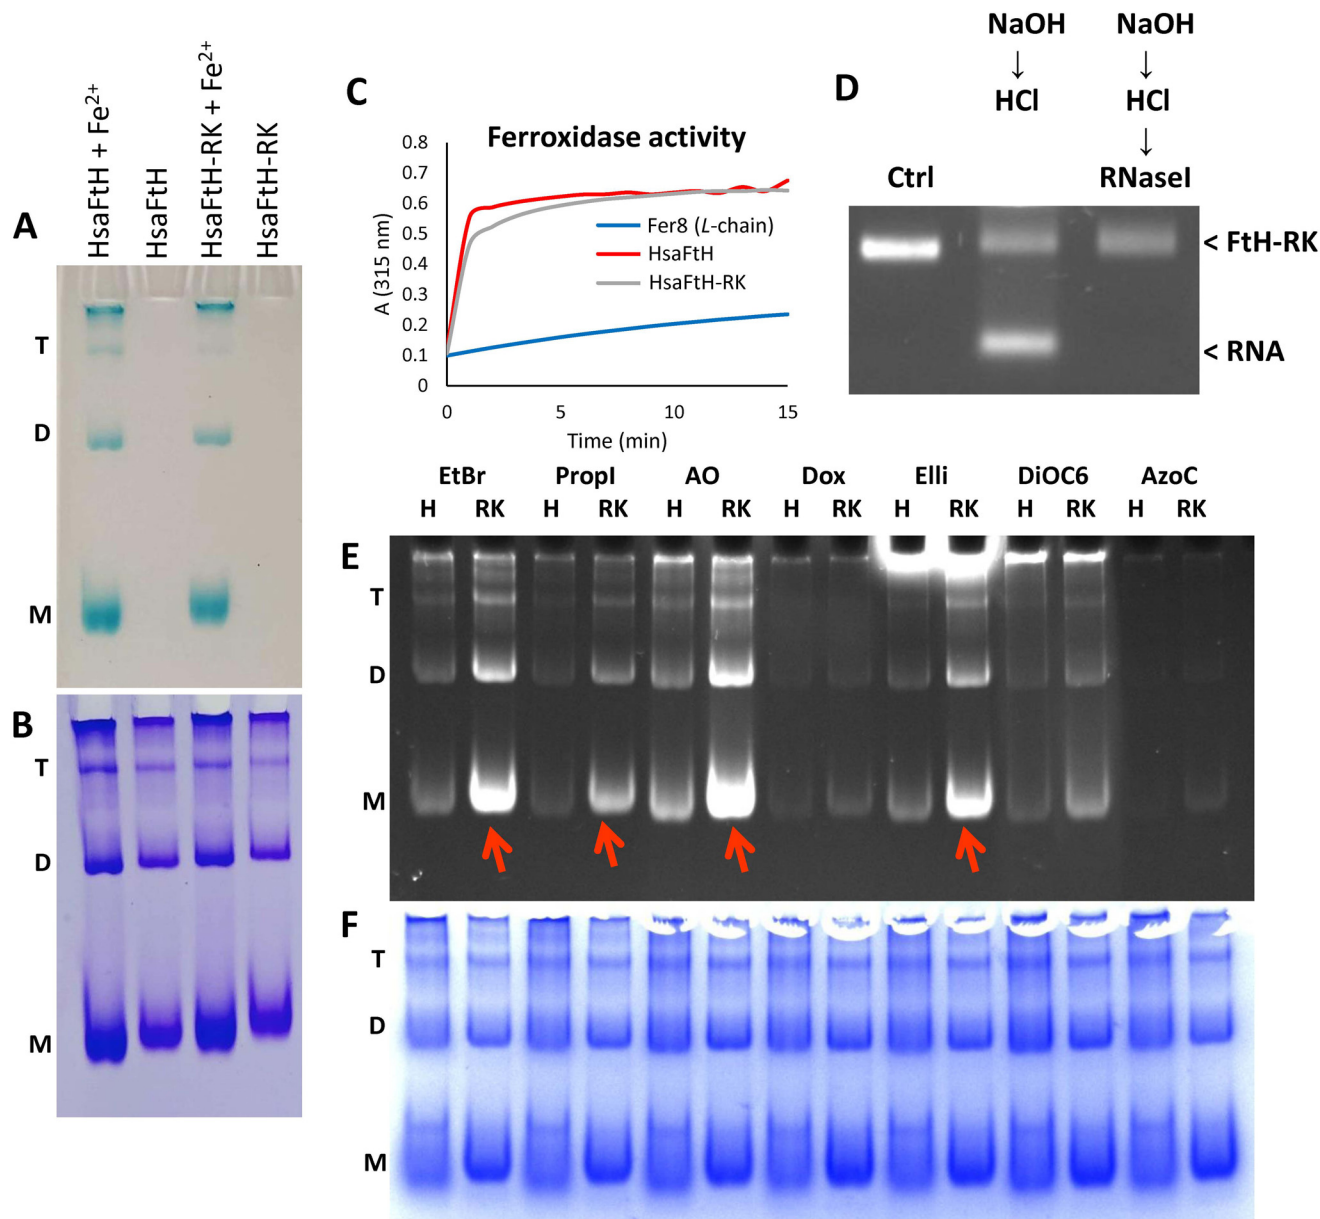 A
HsaFtH + Fe²⁺
HsaFtH
HsaFtH-RK + Fe²⁺
HsaFtH-RK
T
D
M
B
T
D
M
C
Ferroxidase activity
A (315 nm)
0.8
0.7
0.6
0.5
0.4
0.3
0.2
0.1
0
Fer8 (L-chain)
HsaFtH
HsaFtH-RK
0 5 10 15
Time (min)
D
NaOH NaOH
↓ ↓
HCl HCl
↓
Ctrl RNaseI
< FtH-RK
< RNA
EtBr PropI AO Dox Elli DiOC6 AzoC
H RK H RK H RK H RK H RK H RK H RK
E
T
D
M
F
T
D
M